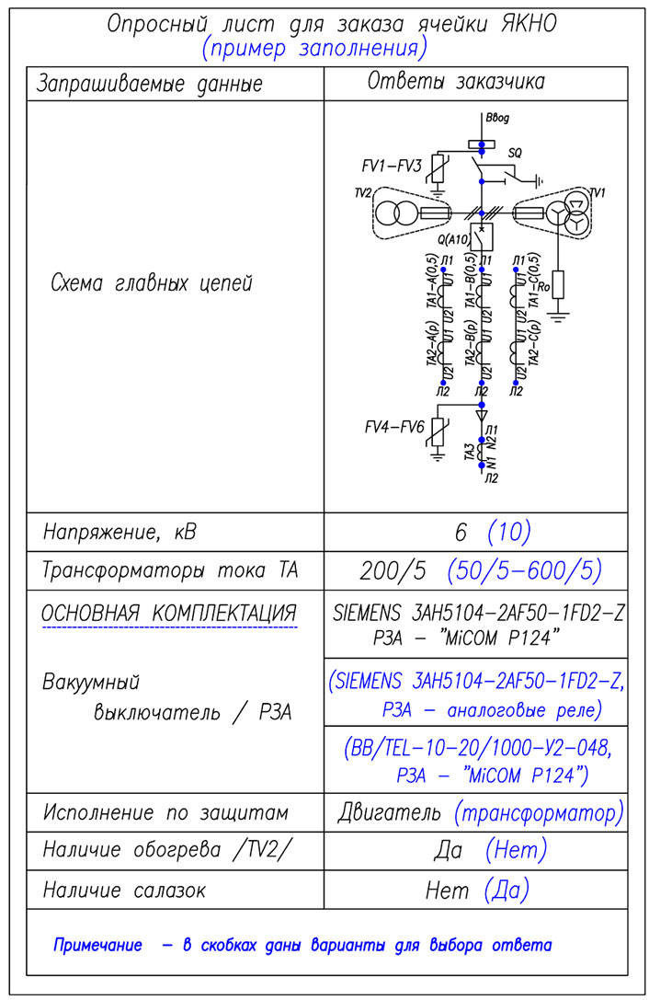 Опросный лист для заказа ячейки ЯКНО
(пример заполнения)
Запрашиваемые данные
Ответы заказчика
Схема главных цепей
Ввод
SQ
FV1-FV3
TV2
TV1
Q(A10)
Л1 Л1 Л1
TA1-A(0,5) U1 TA1-B(0,5) U1 TA1-C(0,5) U1
U2 U2 U2
Ro
TA2-A(р) U1 TA2-B(р) U1 TA2-C(р) U1
U2 U2 U2
Л2 Л2 Л2
FV4-FV6
Л1
TA3 N2
N1
Л2
Напряжение, кВ
6 (10)
Трансформаторы тока ТА
200/5 (50/5-600/5)
ОСНОВНАЯ КОМПЛЕКТАЦИЯ
Вакуумный
выключатель / РЗА
SIEMENS 3AH5104-2AF50-1FD2-Z
РЗА - "MiCOM P124"
(SIEMENS 3AH5104-2AF50-1FD2-Z,
РЗА - аналоговые реле)
(BB/TEL-10-20/1000-У2-048,
РЗА - "MiCOM P124")
Исполнение по защитам
Двигатель (трансформатор)
Наличие обогрева /TV2/
Да (Нет)
Наличие салазок
Нет (Да)
Примечание - в скобках даны варианты для выбора ответа